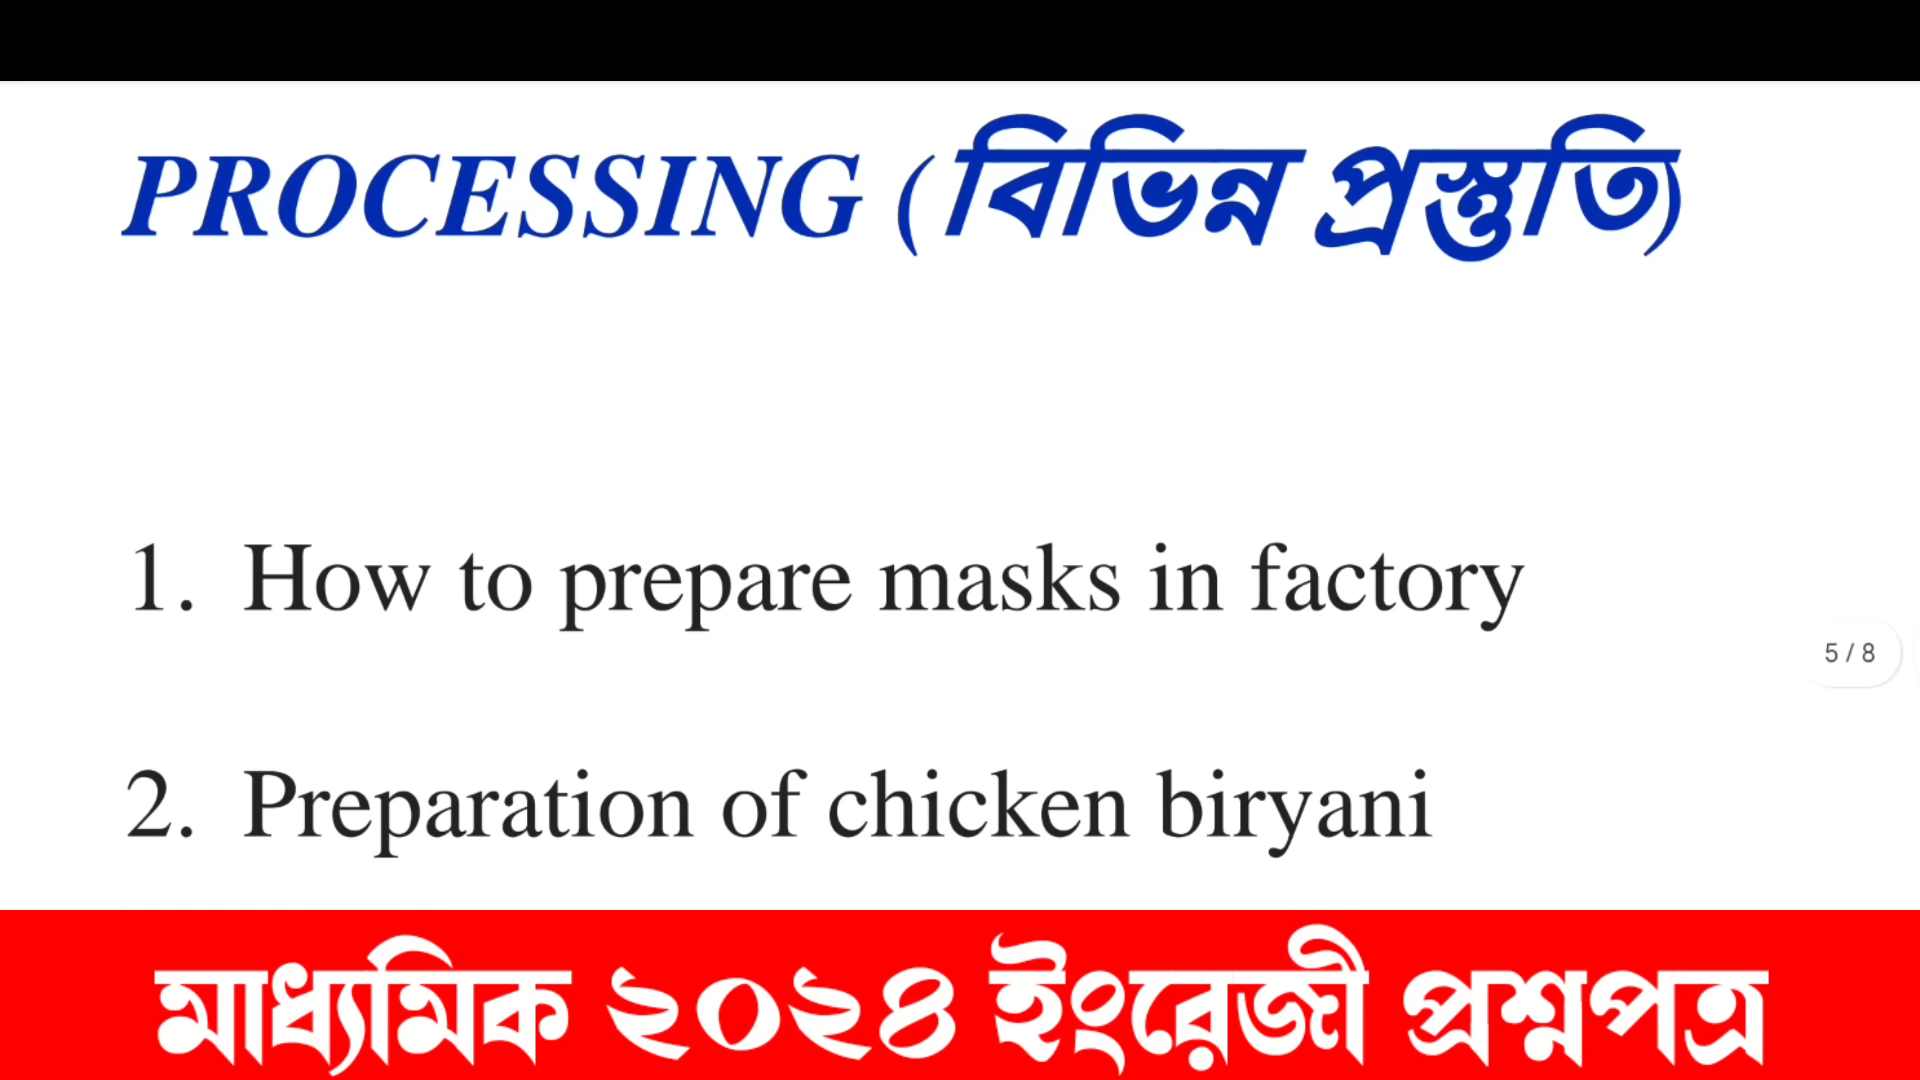 PROCESSING (বিভিন্ন প্রস্তুতি)
1. How to prepare masks in factory
5 / 8
2. Preparation of chicken biryani
মাধ্যমিক ২০২৪ ইংরেজী প্রশ্নপত্র